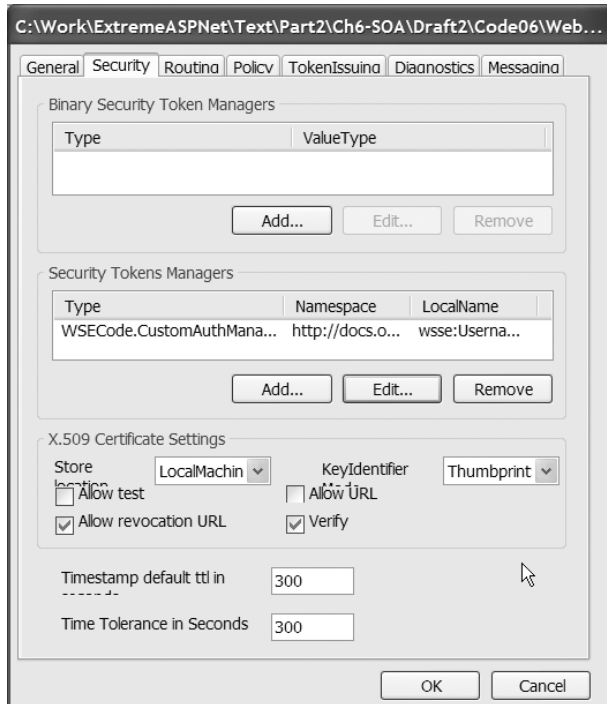 C:\Work\ExtremeASPNet\Text\Part2\Ch6-SOA\Draft2\Code06\Web...
General Security Routing Policy TokenIssuing Diagnostics Messaging
Binary Security Token Managers
Type ValueType
Add... Edit... Remove
Security Tokens Managers
Type Namespace LocalName
WSECode.CustomAuthMana... http://docs.o... wsse:Userna...
Add... Edit... Remove
X.509 Certificate Settings
Store LocalMachin KeyIdentifier Thumbprint
location
Allow test Allow URL
Allow revocation URL Verify
Timestamp default ttl in 300
Time Tolerance in Seconds 300
OK Cancel